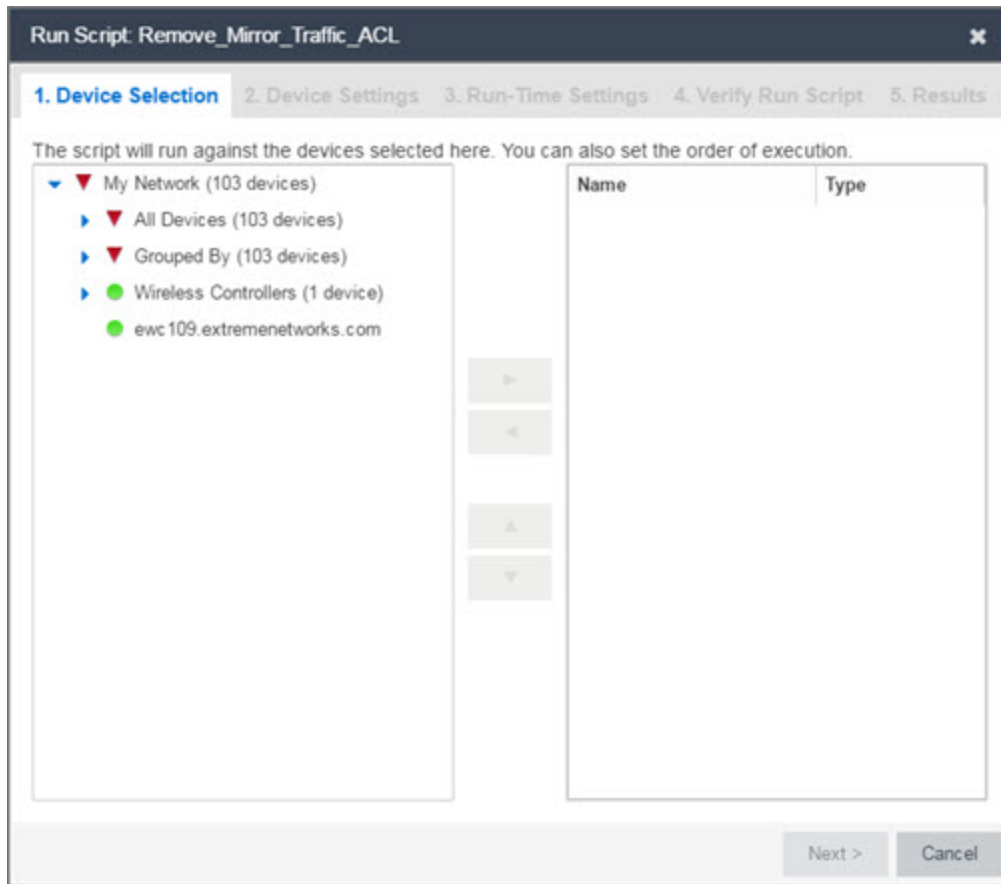 Run Script: Remove_Mirror_Traffic_ACL
1. Device Selection 2. Device Settings 3. Run-Time Settings 4. Verify Run Script 5. Results
The script will run against the devices selected here. You can also set the order of execution.
My Network (103 devices)
All Devices (103 devices)
Grouped By (103 devices)
Wireless Controllers (1 device)
ewc109.extremenetworks.com
Name Type
Next > Cancel